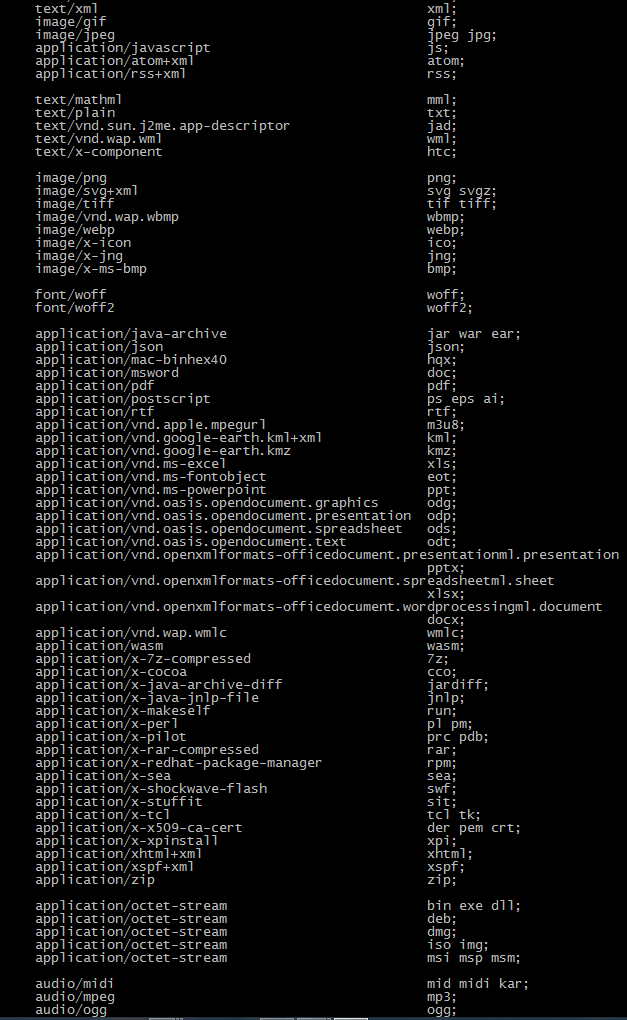 text/xml xml;
image/gif gif;
image/jpeg jpeg jpg;
application/javascript js;
application/atom+xml atom;
application/rss+xml rss;
text/mathml mml;
text/plain txt;
text/vnd.sun.j2me.app-descriptor jad;
text/vnd.wap.wml wml;
text/x-component htc;
image/png png;
image/svg+xml svg svgz;
image/tiff tif tiff;
image/vnd.wap.wbmp wbmp;
image/webp webp;
image/x-icon ico;
image/x-jng jng;
image/x-ms-bmp bmp;
font/woff woff;
font/woff2 woff2;
application/java-archive jar war ear;
application/json json;
application/mac-binhex40 hqx;
application/msword doc;
application/pdf pdf;
application/postscript ps eps ai;
application/rtf rtf;
application/vnd.apple.mpegurl m3u8;
application/vnd.google-earth.kml+xml kml;
application/vnd.google-earth.kmz kmz;
application/vnd.ms-excel xls;
application/vnd.ms-fontobject eot;
application/vnd.ms-powerpoint ppt;
application/vnd.oasis.opendocument.graphics odg;
application/vnd.oasis.opendocument.presentation odp;
application/vnd.oasis.opendocument.spreadsheet ods;
application/vnd.oasis.opendocument.text odt;
application/vnd.openxmlformats-officedocument.presentationml.presentation
pptx;
application/vnd.openxmlformats-officedocument.spreadsheetml.sheet
xlsx;
application/vnd.openxmlformats-officedocument.wordprocessingml.document
docx;
application/vnd.wap.wmlc wmlc;
application/wasm wasm;
application/x-7z-compressed 7z;
application/x-cocoa cco;
application/x-java-archive-diff jardiff;
application/x-java-jnlp-file jnlp;
application/x-makeself run;
application/x-perl pl pm;
application/x-pilot prc pdb;
application/x-rar-compressed rar;
application/x-redhat-package-manager rpm;
application/x-sea sea;
application/x-shockwave-flash swf;
application/x-stuffit sit;
application/x-tcl tcl tk;
application/x-x509-ca-cert der pem crt;
application/x-xpinstall xpi;
application/xhtml+xml xhtml;
application/xspf+xml xspf;
application/zip zip;
application/octet-stream bin exe dll;
application/octet-stream deb;
application/octet-stream dmg;
application/octet-stream iso img;
application/octet-stream msi msp msm;
audio/midi mid midi kar;
audio/mpeg mp3;
audio/ogg ogg;